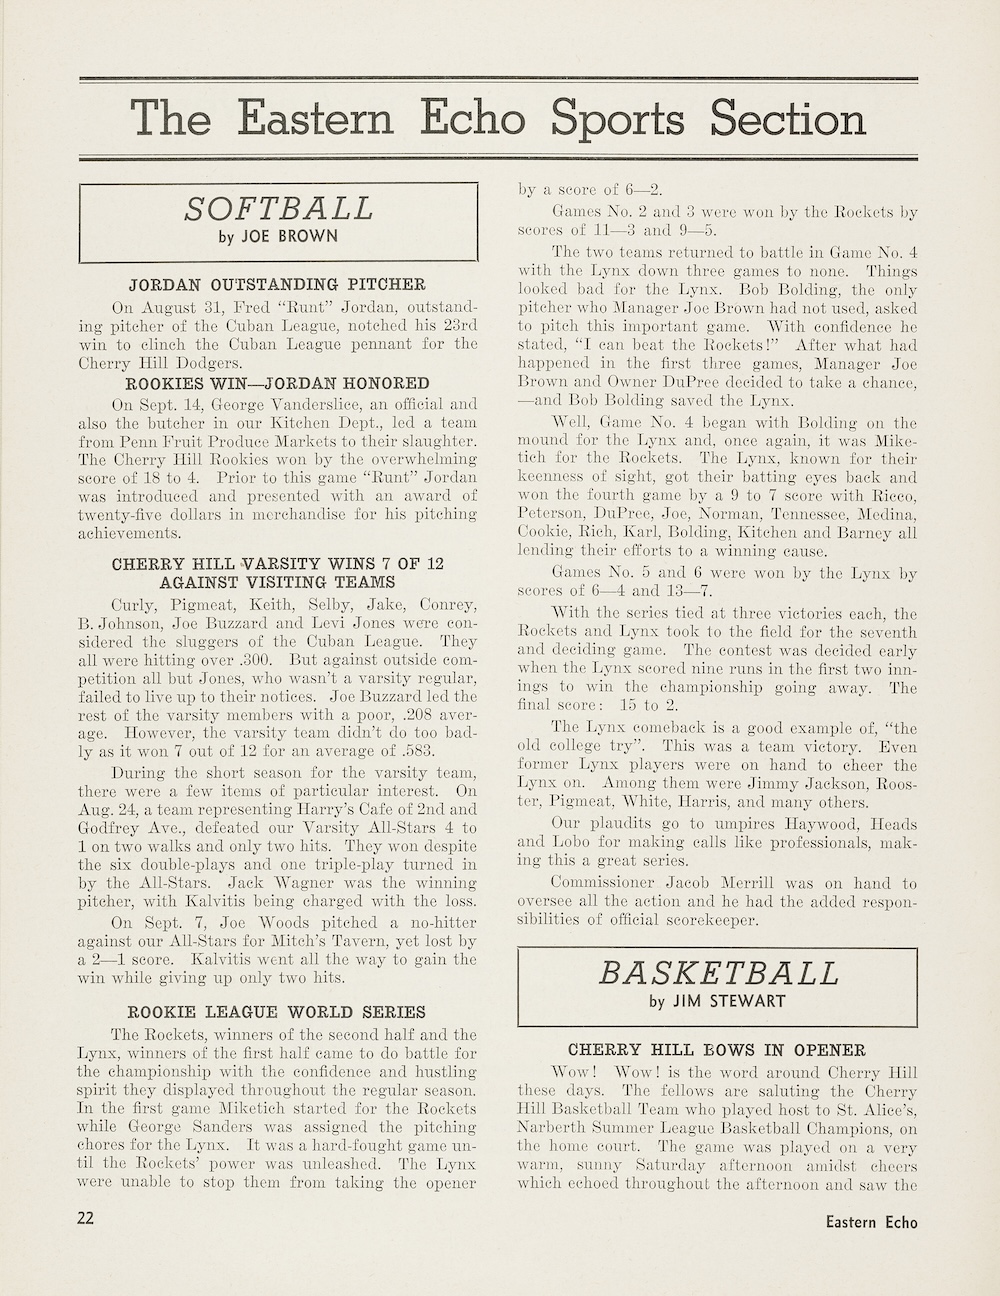 The Eastern Echo Sports Section
SOFTBALL
by JOE BROWN
JORDAN OUTSTANDING PITCHER
On August 31, Fred “Runt” Jordan, outstand-
ing pitcher of the Cuban League, notched his 23rd
win to clinch the Cuban League pennant for the
Cherry Hill Dodgers.
ROOKIES WIN—JORDAN HONORED
On Sept. 14, George Vanderslice, an official and
also the butcher in our Kitchen Dept., led a team
from Penn Fruit Produce Markets to their slaughter.
The Cherry Hill Rookies won by the overwhelming
score of 18 to 4. Prior to this game “Runt” Jordan
was introduced and presented with an award of
twenty-five dollars in merchandise for his pitching
achievements.
CHERRY HILL VARSITY WINS 7 OF 12
AGAINST VISITING TEAMS
Curly, Pigmeat, Keith, Selby, Jake, Conrey,
B. Johnson, Joe Buzzard and Levi Jones were con-
sidered the sluggers of the Cuban League. They
all were hitting over .300. But against outside com-
petition all but Jones, who wasn’t a varsity regular,
failed to live up to their notices. Joe Buzzard led the
rest of the varsity members with a poor, .208 aver-
age. However, the varsity team didn’t do too bad-
ly as it won 7 out of 12 for an average of .583.
During the short season for the varsity team,
there were a few items of particular interest. On
Aug. 24, a team representing Harry’s Cafe of 2nd and
Godfrey Ave., defeated our Varsity All-Stars 4 to
1 on two walks and only two hits. They won despite
the six double-plays and one triple-play turned in
by the All-Stars. Jack Wagner was the winning
pitcher, with Kalvitis being charged with the loss.
On Sept. 7, Joe Woods pitched a no-hitter
against our All-Stars for Mitch’s Tavern, yet lost by
a 2—1 score. Kalvitis went all the way to gain the
win while giving up only two hits.
ROOKIE LEAGUE WORLD SERIES
The Rockets, winners of the second half and the
Lynx, winners of the first half came to do battle for
the championship with the confidence and hustling
spirit they displayed throughout the regular season.
In the first game Miketich started for the Rockets
while George Sanders was assigned the pitching
chores for the Lynx. It was a hard-fought game un-
til the Rockets’ power was unleashed. The Lynx
were unable to stop them from taking the opener
by a score of 6—2.
Games No. 2 and 3 were won by the Rockets by
scores of 11—3 and 9—5.
The two teams returned to battle in Game No. 4
with the Lynx down three games to none. Things
looked bad for the Lynx. Bob Bolding, the only
pitcher who Manager Joe Brown had not used, asked
to pitch this important game. With confidence he
stated, “I can beat the Rockets!” After what had
happened in the first three games, Manager Joe
Brown and Owner DuPree decided to take a chance,
—and Bob Bolding saved the Lynx.
Well, Game No. 4 began with Bolding on the
mound for the Lynx and, once again, it was Mike-
tich for the Rockets. The Lynx, known for their
keenness of sight, got their batting eyes back and
won the fourth game by a 9 to 7 score with Ricco,
Peterson, DuPree, Joe, Norman, Tennessee, Medina,
Cookie, Rich, Karl, Bolding, Kitchen and Barney all
lending their efforts to a winning cause.
Games No. 5 and 6 were won by the Lynx by
scores of 6—4 and 13—7.
With the series tied at three victories each, the
Rockets and Lynx took to the field for the seventh
and deciding game. The contest was decided early
when the Lynx scored nine runs in the first two inn-
ings to win the championship going away. The
final score: 15 to 2.
The Lynx comeback is a good example of, “the
old college try”. This was a team victory. Even
former Lynx players were on hand to cheer the
Lynx on. Among them were Jimmy Jackson, Roos-
ter, Pigmeat, White, Harris, and many others.
Our plaudits go to umpires Haywood, Heads
and Lobo for making calls like professionals, mak-
ing this a great series.
Commissioner Jacob Merrill was on hand to
oversee all the action and he had the added respon-
sibilities of official scorekeeper.
BASKETBALL
by JIM STEWART
CHERRY HILL BOWS IN OPENER
Wow! Wow! is the word around Cherry Hill
these days. The fellows are saluting the Cherry
Hill Basketball Team who played host to St. Alice’s,
Narberth Summer League Basketball Champions, on
the home court. The game was played on a very
warm, sunny Saturday afternoon amidst cheers
which echoed throughout the afternoon and saw the
22
Eastern Echo